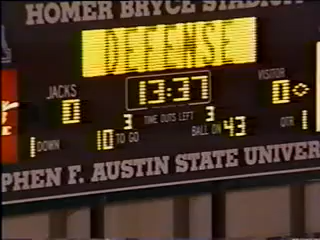 HOMER BRYCE STADIUM
DEFENSE
JACKS 13:37 VISITOR
0 0
3 TIME OUTS LEFT 3
1 DOWN 10 TO GO BALL ON 43 QTR 1
PHEN F. AUSTIN STATE UNIVER